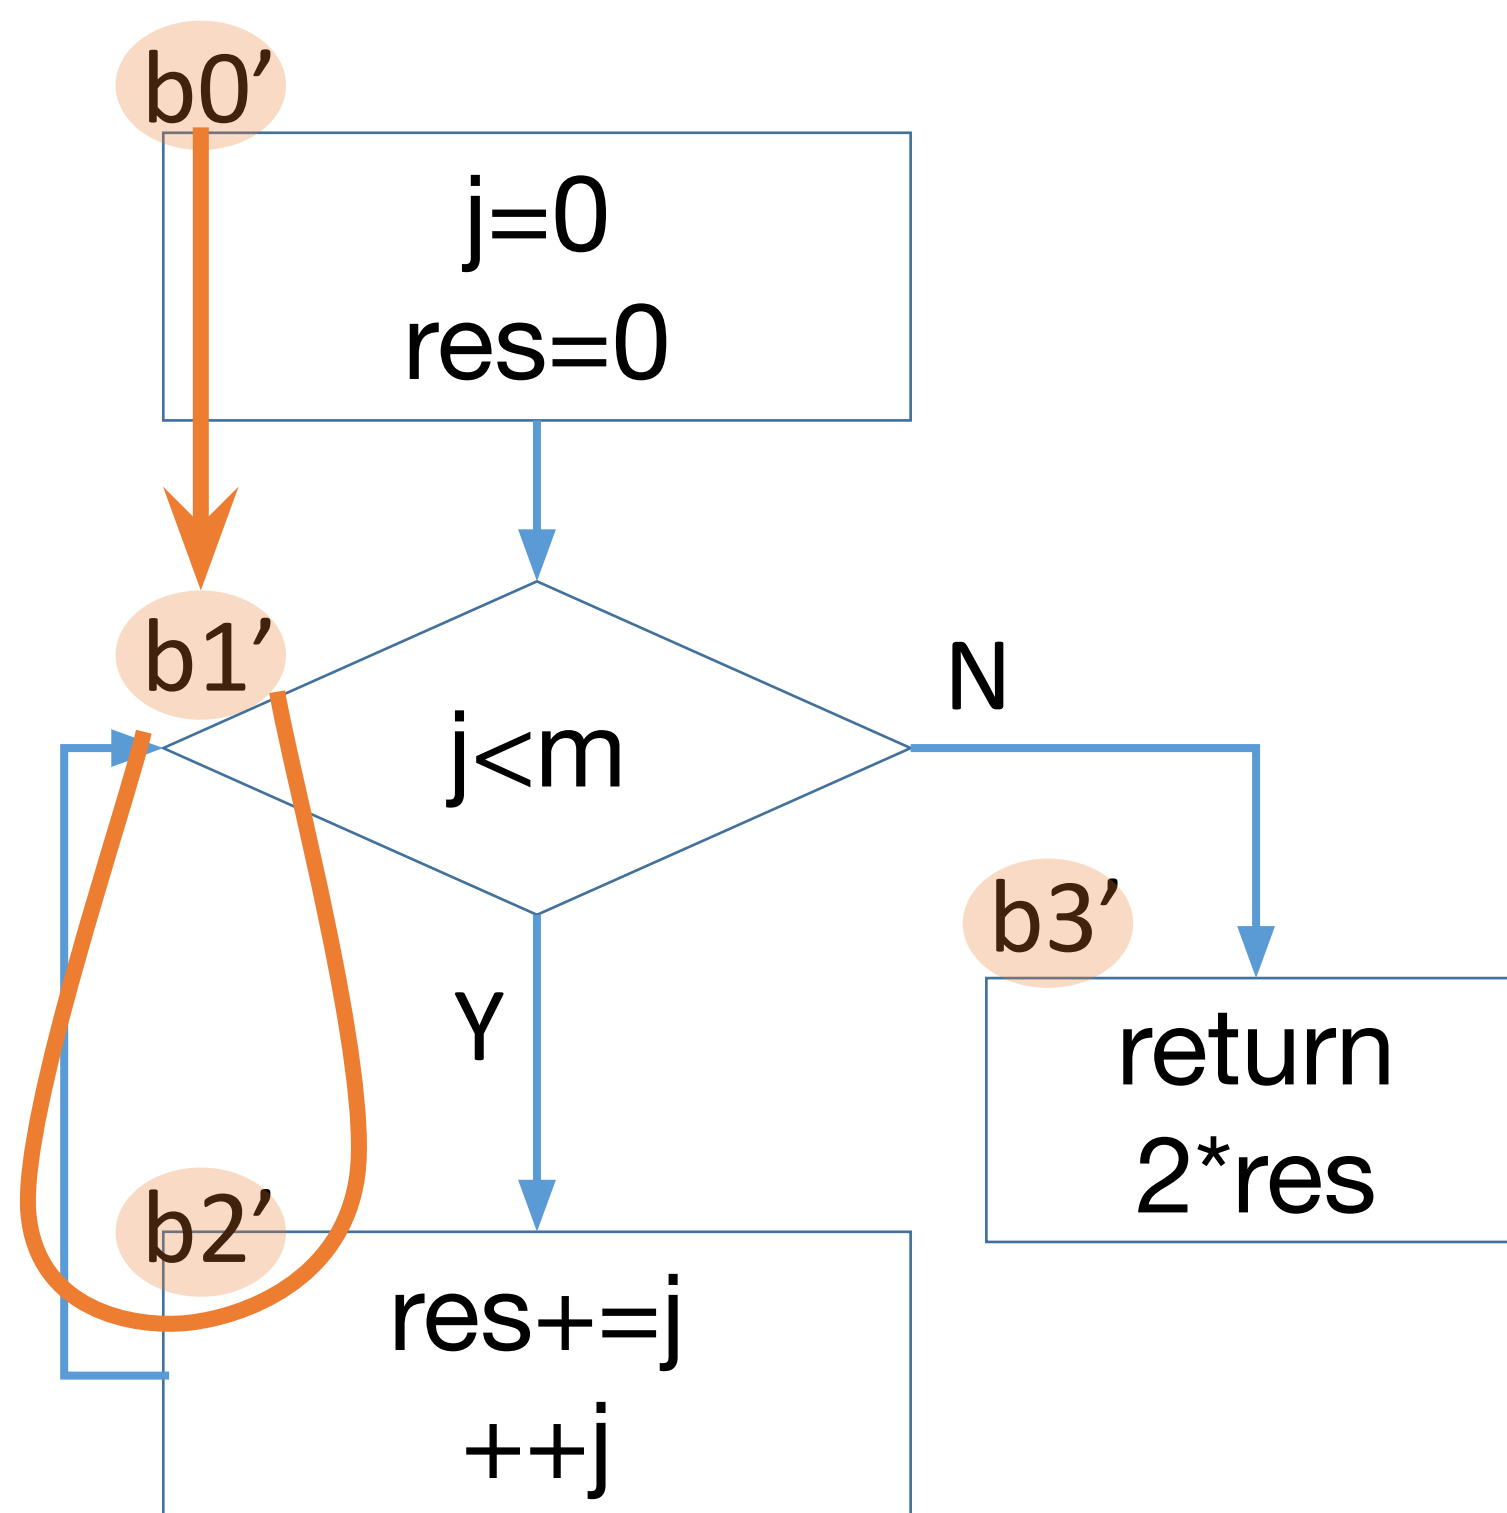 b0’
j=0
res=0
b1’
j<m
N
b3’
Y
return
2*res
b2’
res+=j
++j